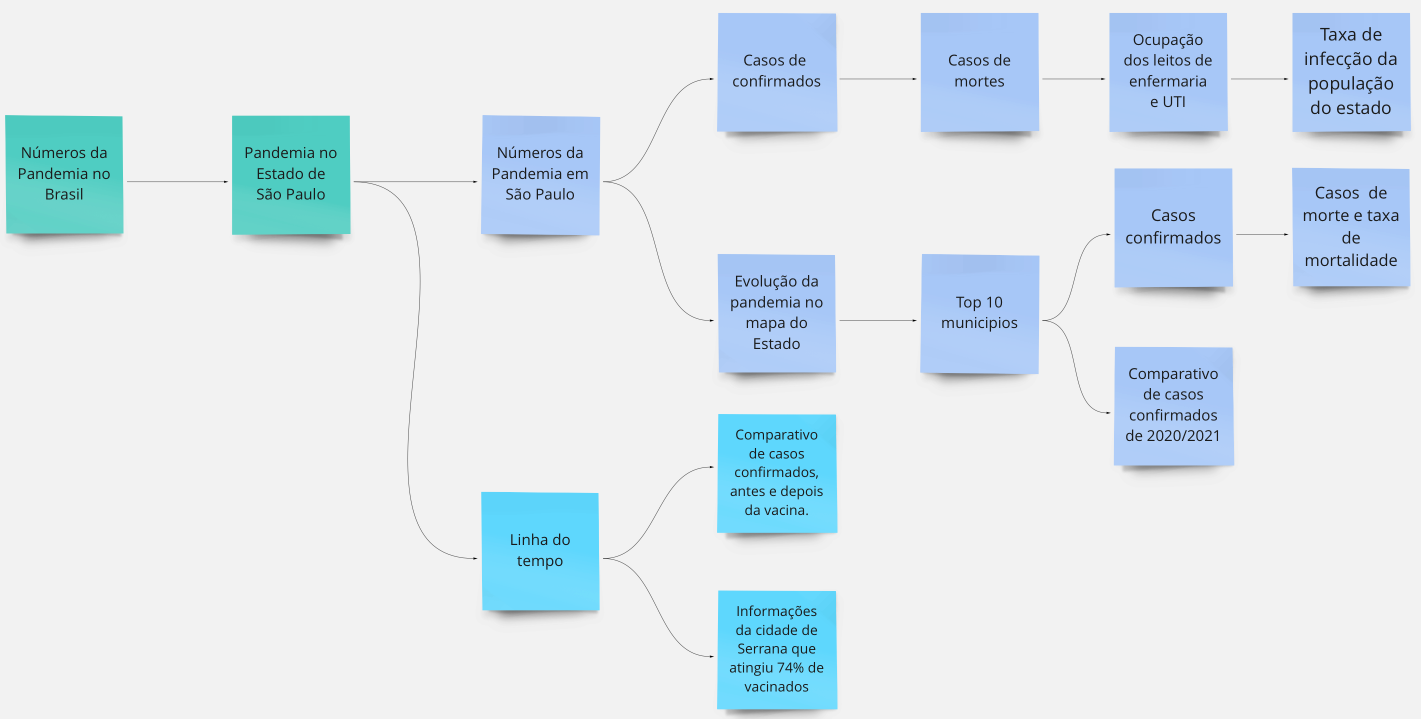 Números da
Pandemia no
Brasil
Pandemia no
Estado de
São Paulo
Números da
Pandemia em
São Paulo
Casos de
confirmados
Casos de
mortes
Ocupação
dos leitos de
enfermaria
e UTI
Taxa de
infecção da
população
do estado
Evolução da
pandemia no
mapa do
Estado
Top 10
municipios
Casos
confirmados
Casos  de
morte e taxa
de
mortalidade
Comparativo
de casos
confirmados
de 2020/2021
Linha do
tempo
Comparativo
de casos
confirmados,
antes e depois
da vacina.
Informações
da cidade de
Serrana que
atingiu 74% de
vacinados